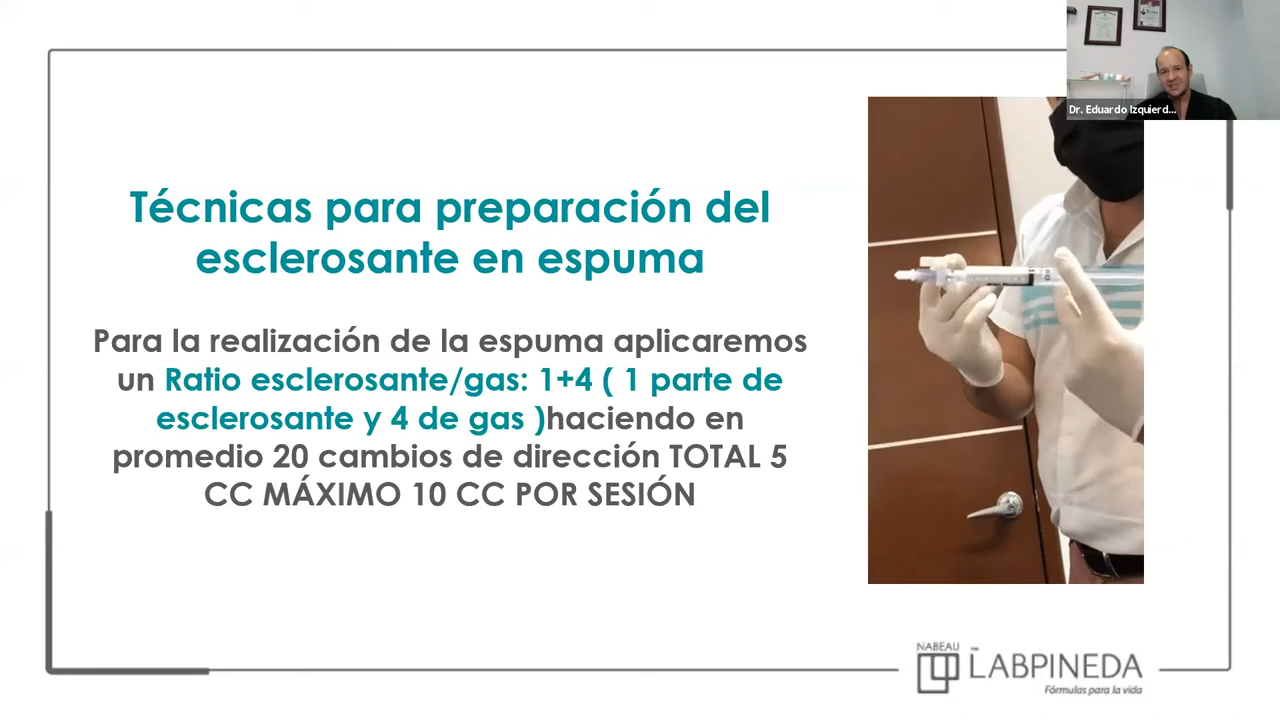 Dr. Eduardo Izquierd...
Técnicas para preparación del
esclerosante en espuma
Para la realización de la espuma aplicaremos
un Ratio esclerosante/gas: 1+4 ( 1 parte de
esclerosante y 4 de gas )haciendo en
promedio 20 cambios de dirección TOTAL 5
CC MÁXIMO 10 CC POR SESIÓN
NABEAU
LABPINEDA
Fórmulas para la vida